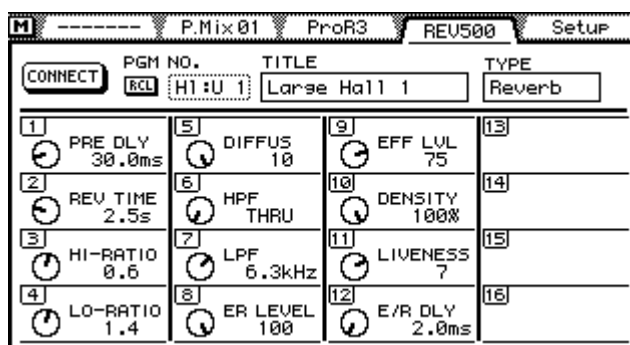 M ------- P.Mix01 ProR3 REV500 Setup
CONNECT PGM NO. TITLE TYPE
RCL H1:U 1 Large Hall 1 Reverb
1 PRE DLY 30.0ms
2 REV TIME 2.5s
3 HI-RATIO 0.6
4 LO-RATIO 1.4
5 DIFFUS 10
6 HPF THRU
7 LPF 6.3kHz
8 ER LEVEL 100
9 EFF LVL 75
10 DENSITY 100%
11 LIVENESS 7
12 E/R DLY 2.0ms
13
14
15
16